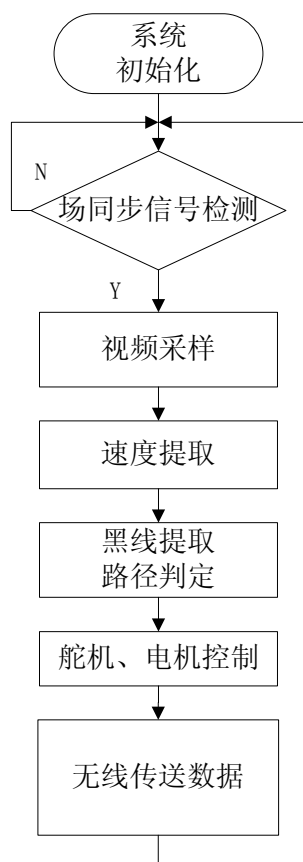 系统
初始化
N
场同步信号检测
Y
视频采样
速度提取
黑线提取
路径判定
舵机、电机控制
无线传送数据